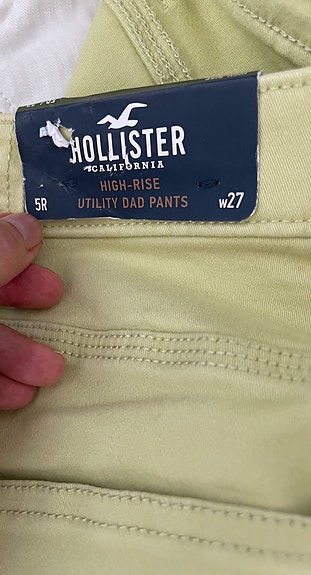 HOLLISTER
CALIFORNIA
HIGH-RISE
UTILITY DAD PANTS
5R
W27